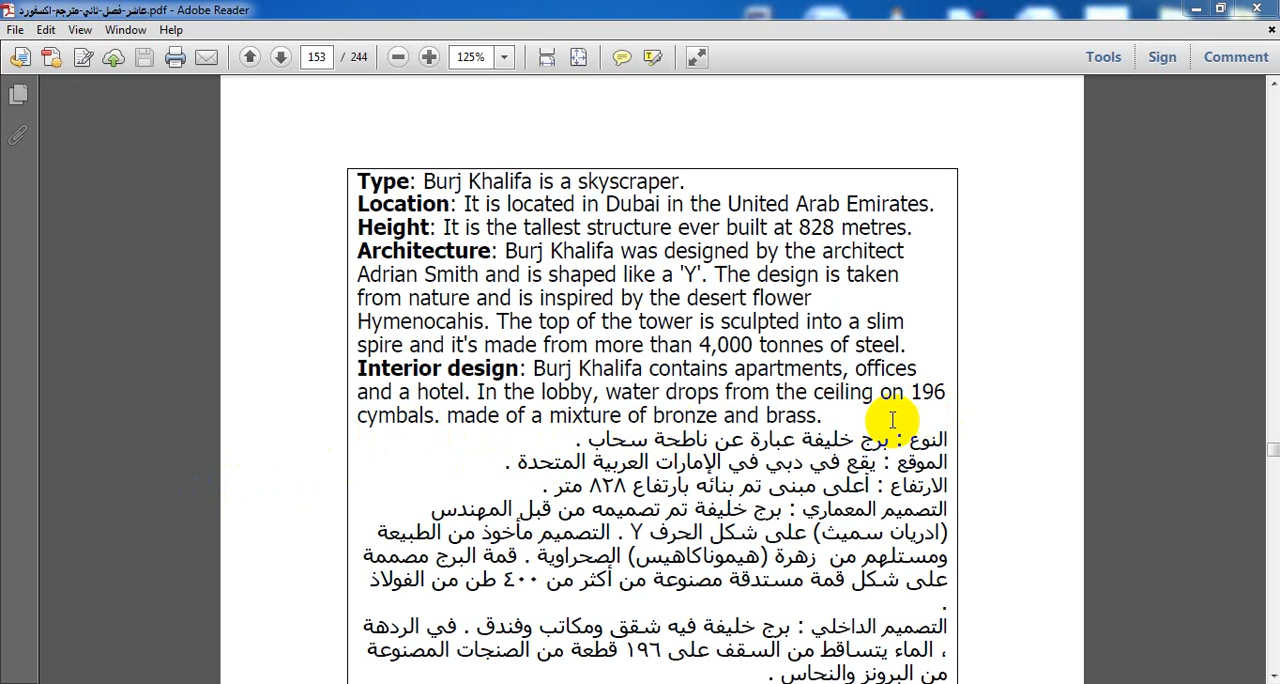 عاشر-فصل-ثاني-مترجم-اكسفورد.pdf - Adobe Reader
File Edit View Window Help
153 / 244 125% Tools Sign Comment
Type: Burj Khalifa is a skyscraper.
Location: It is located in Dubai in the United Arab Emirates.
Height: It is the tallest structure ever built at 828 metres.
Architecture: Burj Khalifa was designed by the architect
Adrian Smith and is shaped like a 'Y'. The design is taken
from nature and is inspired by the desert flower
Hymenocahis. The top of the tower is sculpted into a slim
spire and it's made from more than 4,000 tonnes of steel.
Interior design: Burj Khalifa contains apartments, offices
and a hotel. In the lobby, water drops from the ceiling on 196
cymbals. made of a mixture of bronze and brass.
النوع : برج خليفة عبارة عن ناطحة سحاب .
الموقع : يقع في دبي في الإمارات العربية المتحدة .
الارتفاع : أعلى مبنى تم بنائه بارتفاع ٨٢٨ متر .
التصميم المعماري : برج خليفة تم تصميمه من قبل المهندس
(ادريان سميث) على شكل الحرف Y . التصميم مأخوذ من الطبيعة
ومستلهم من زهرة (هيموناكاهيس) الصحراوية . قمة البرج مصممة
على شكل قمة مستدقة مصنوعة من أكثر من ٤٠٠ طن من الفولاذ
.
التصميم الداخلي : برج خليفة فيه شقق ومكاتب وفندق . في الردهة
، الماء يتساقط من السقف على ١٩٦ قطعة من الصنجات المصنوعة
من البرونز والنحاس .